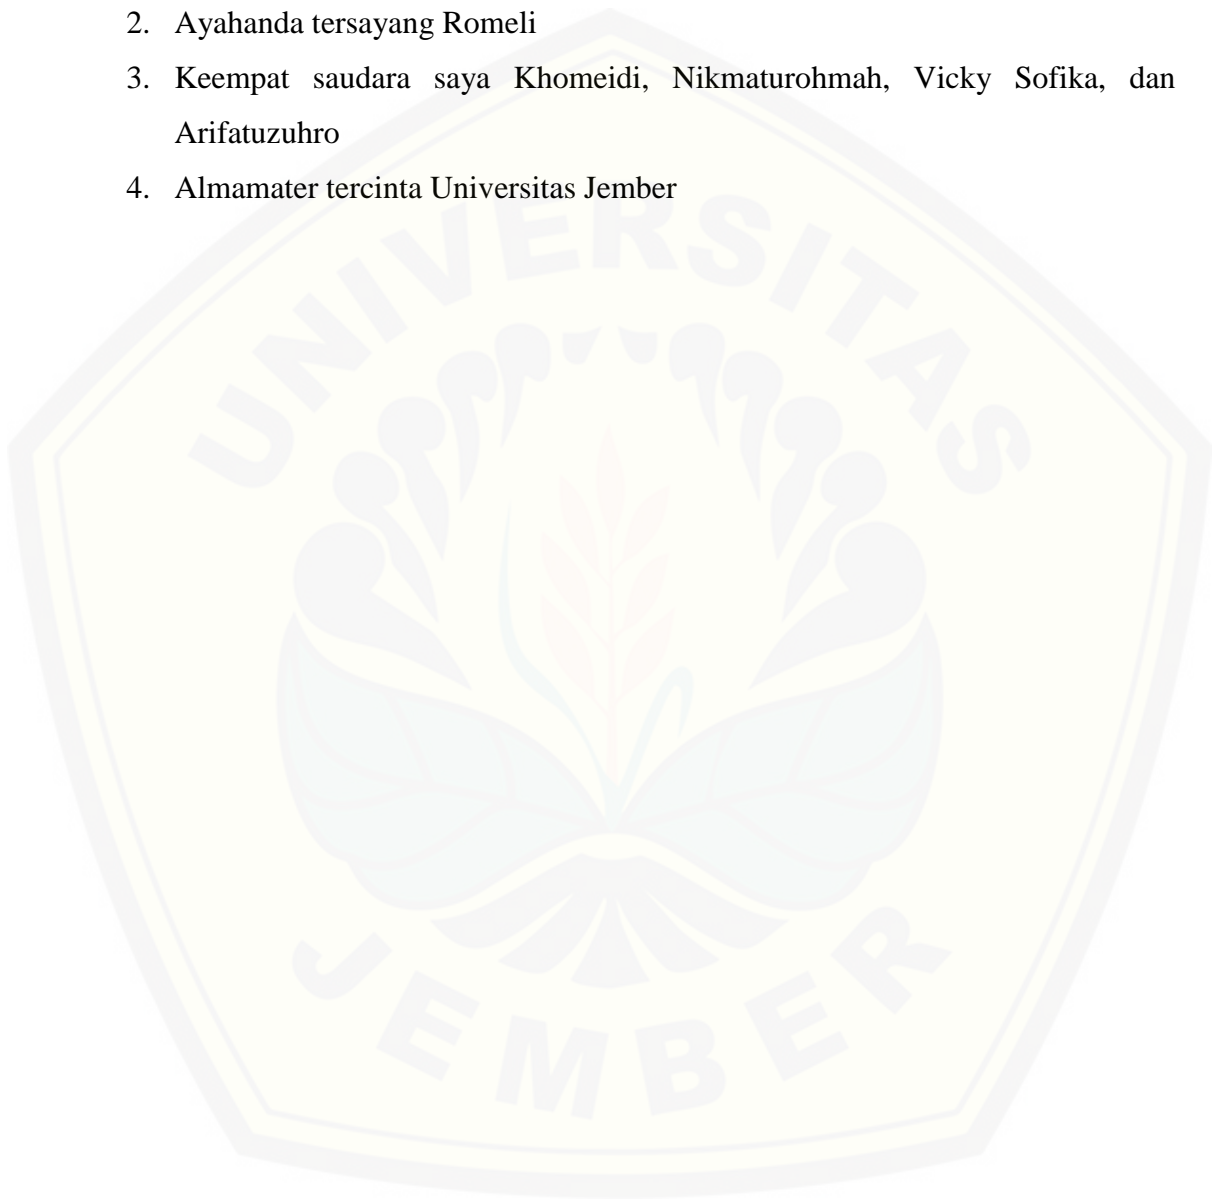 2. Ayahanda tersayang Romeli
3. Keempat saudara saya Khomeidi, Nikmaturohmah, Vicky Sofika, dan
Arifatuzuhro
4. Almamater tercinta Universitas Jember
UNIVERSITAS
JEMBER